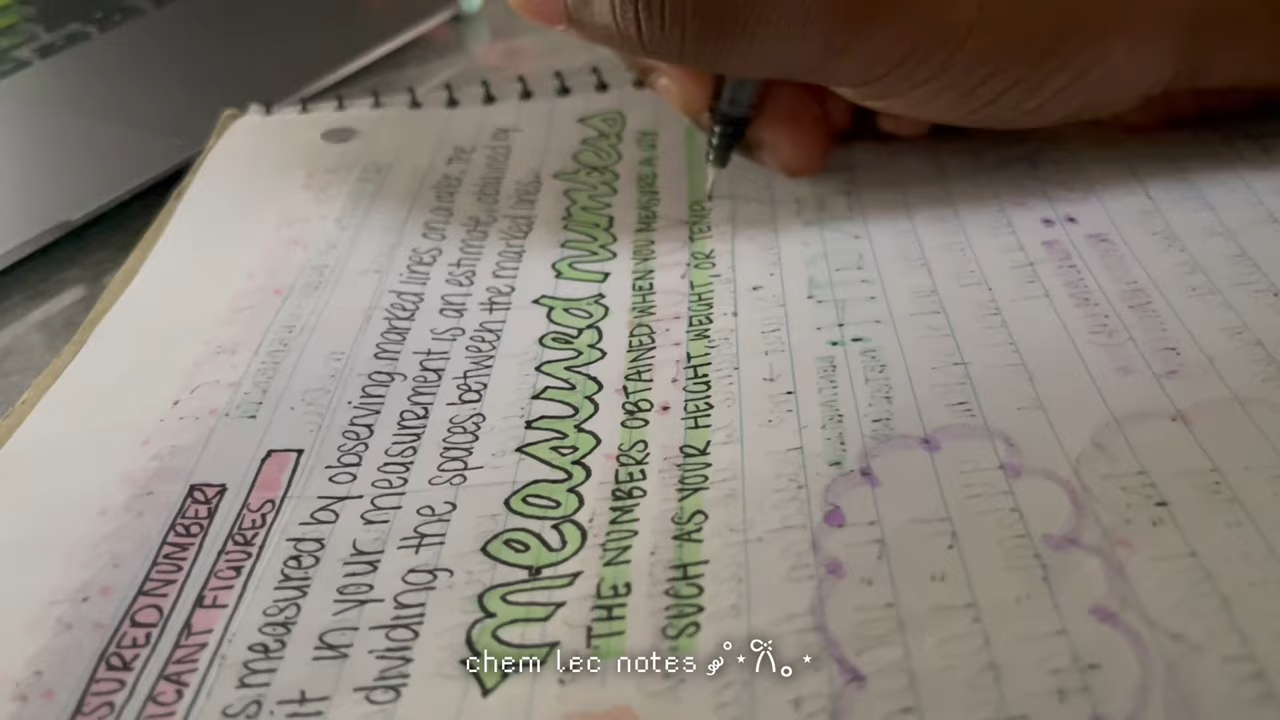 SURED NUMBER
ICANT FIGURES
s measured by observing marked lines on a meter. The
it in your measurement is an estimate, obtained by
dividing the spaces between the marked lines.
measured numbers
THE NUMBERS OBTAINED WHEN YOU MEASURE A QTY
SUCH AS YOUR HEIGHT, WEIGHT, OR TEMP
chem lec notes